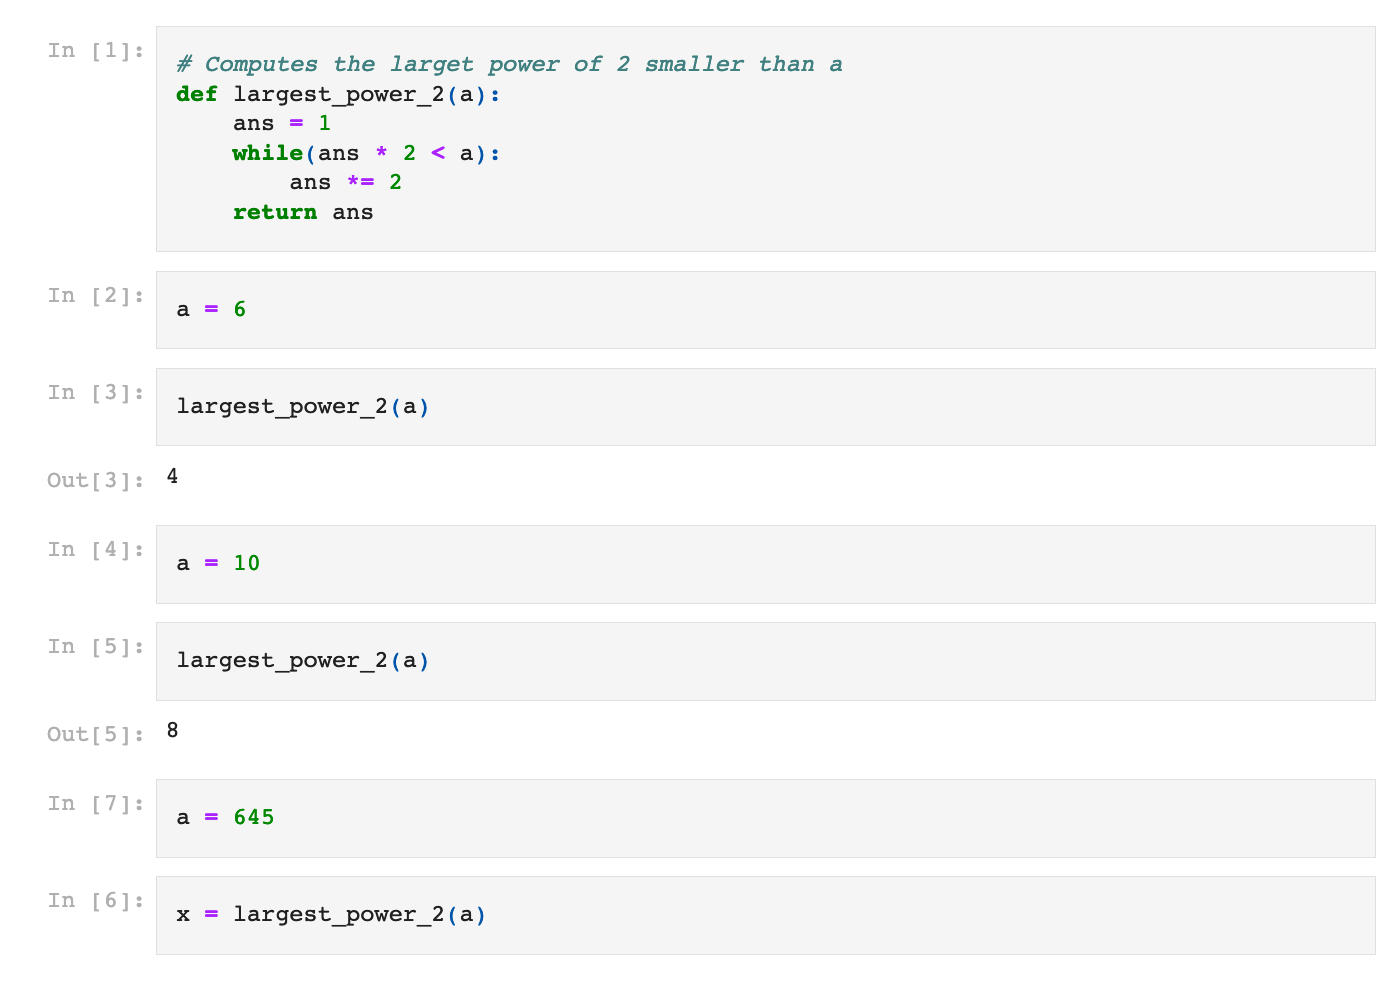 In [1]:
# Computes the larget power of 2 smaller than a
def largest_power_2(a):
    ans = 1
    while(ans * 2 < a):
        ans *= 2
    return ans
In [2]:
a = 6
In [3]:
largest_power_2(a)
Out[3]: 4
In [4]:
a = 10
In [5]:
largest_power_2(a)
Out[5]: 8
In [7]:
a = 645
In [6]:
x = largest_power_2(a)